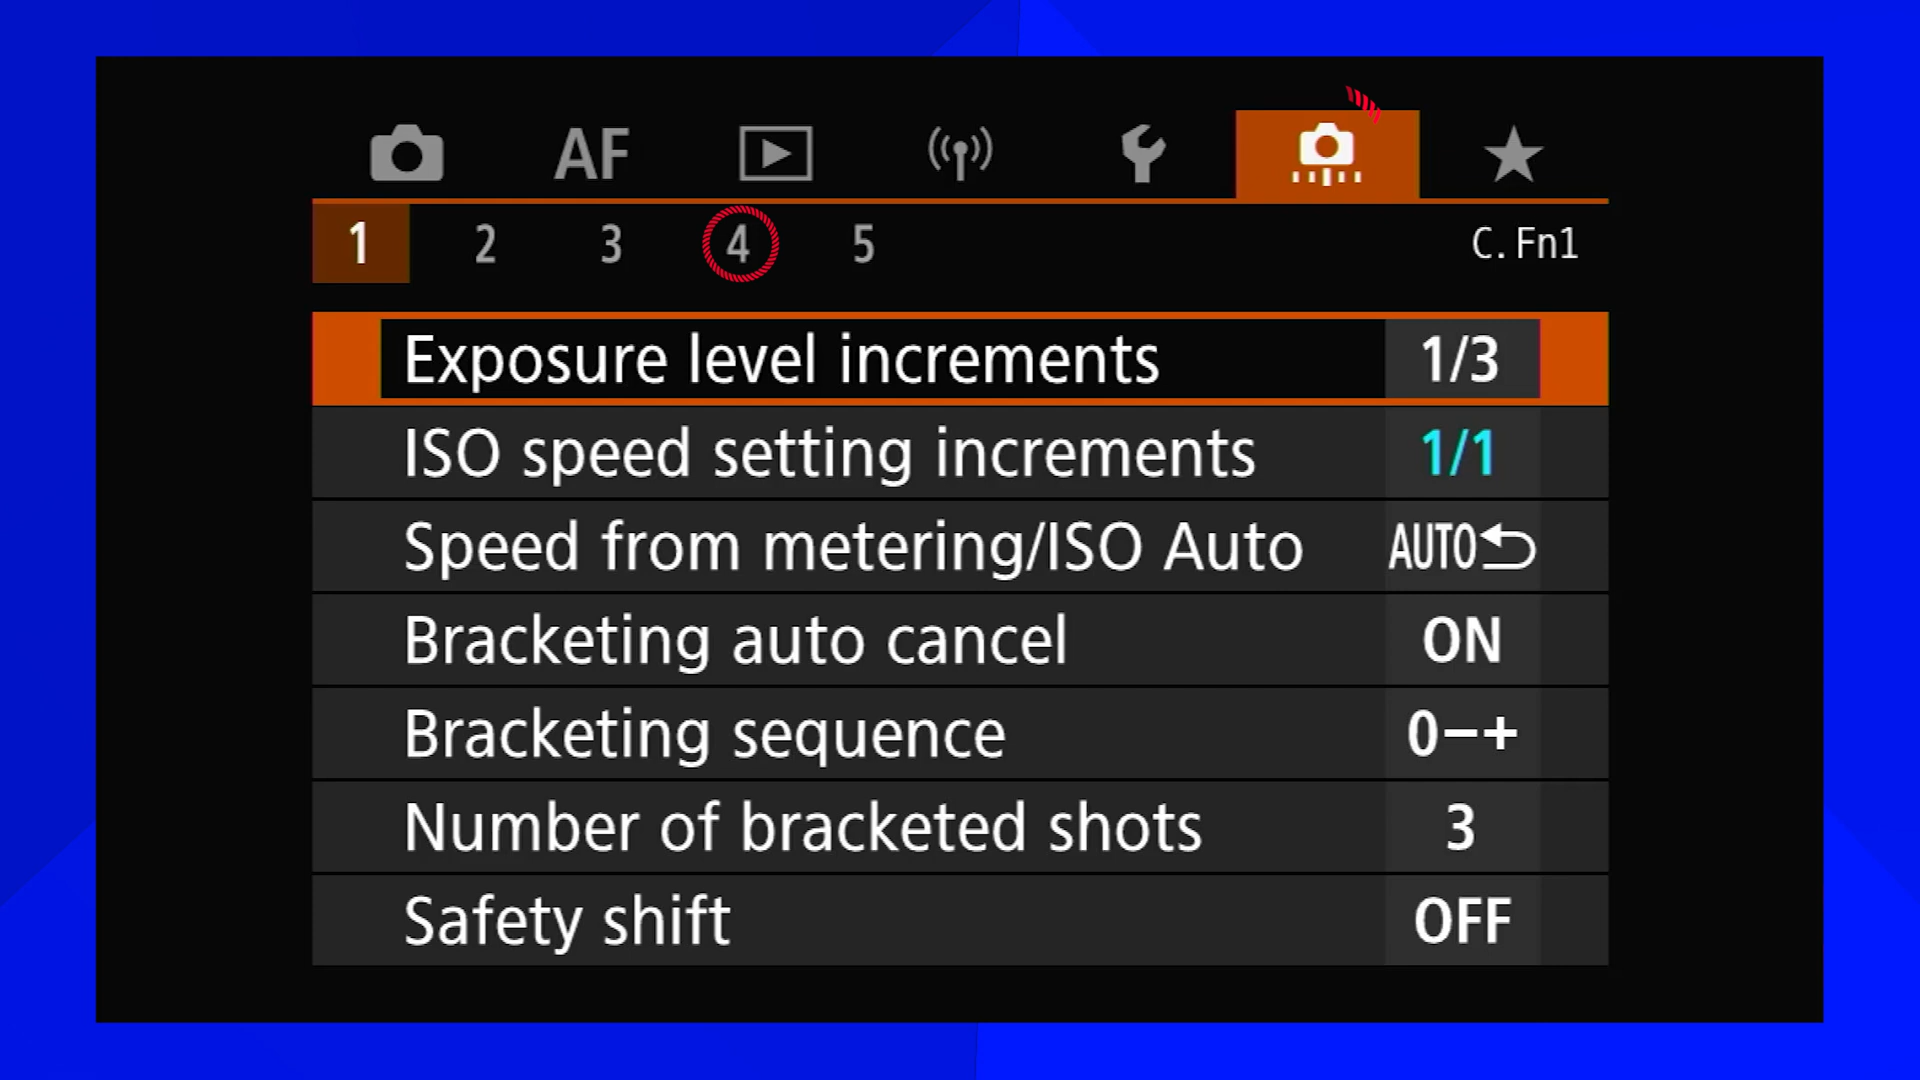 AF
1 2 3 4 5 C.Fn1
Exposure level increments 1/3
ISO speed setting increments 1/1
Speed from metering/ISO Auto AUTO
Bracketing auto cancel ON
Bracketing sequence 0−+
Number of bracketed shots 3
Safety shift OFF